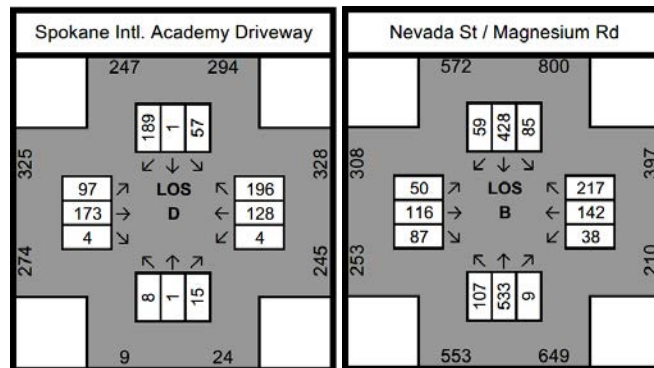 Spokane Intl. Academy Driveway
247 294
189 1 57
325 328
LOS
D
97 196
173 128
4 4
274 245
8 1 15
9 24
Nevada St / Magnesium Rd
572 800
59 428 85
308 397
LOS
B
50 217
116 142
87 38
253 210
107 533 9
553 649